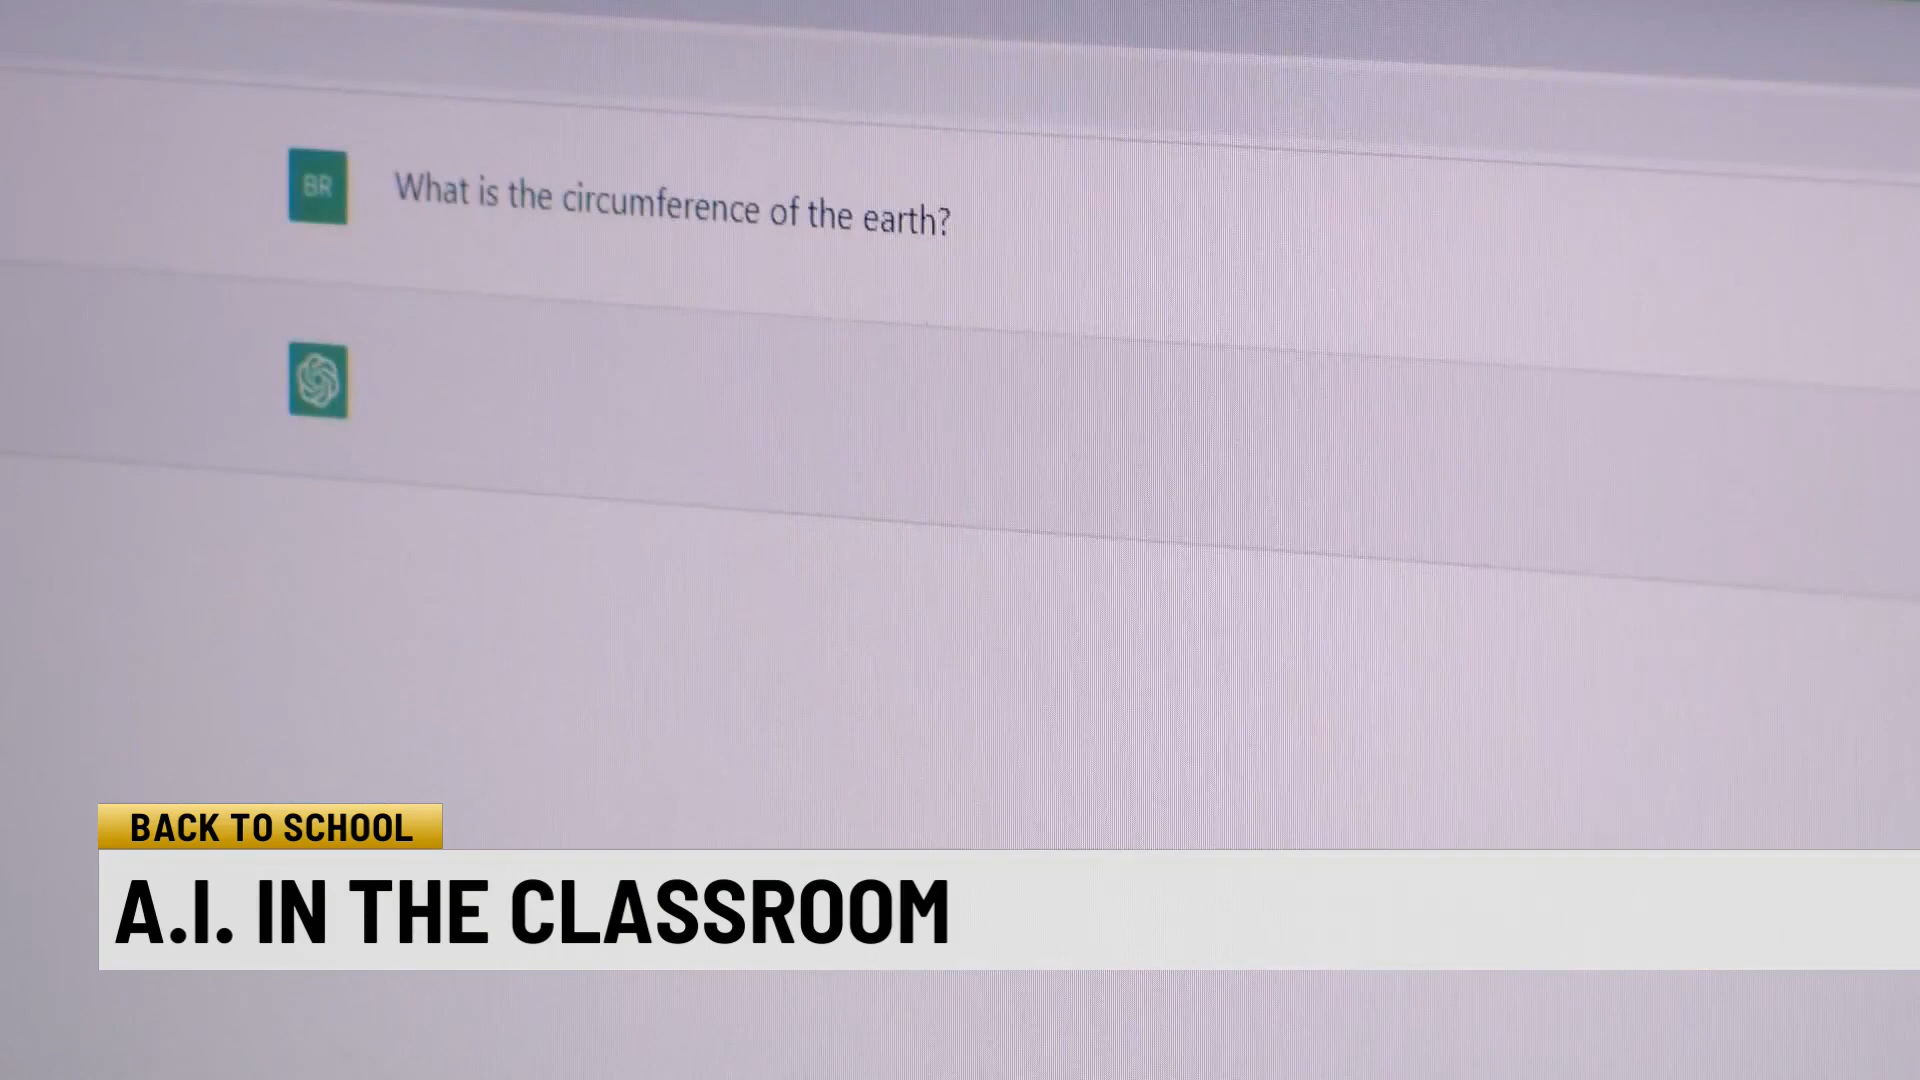 BR
What is the circumference of the earth?
BACK TO SCHOOL
A.I. IN THE CLASSROOM